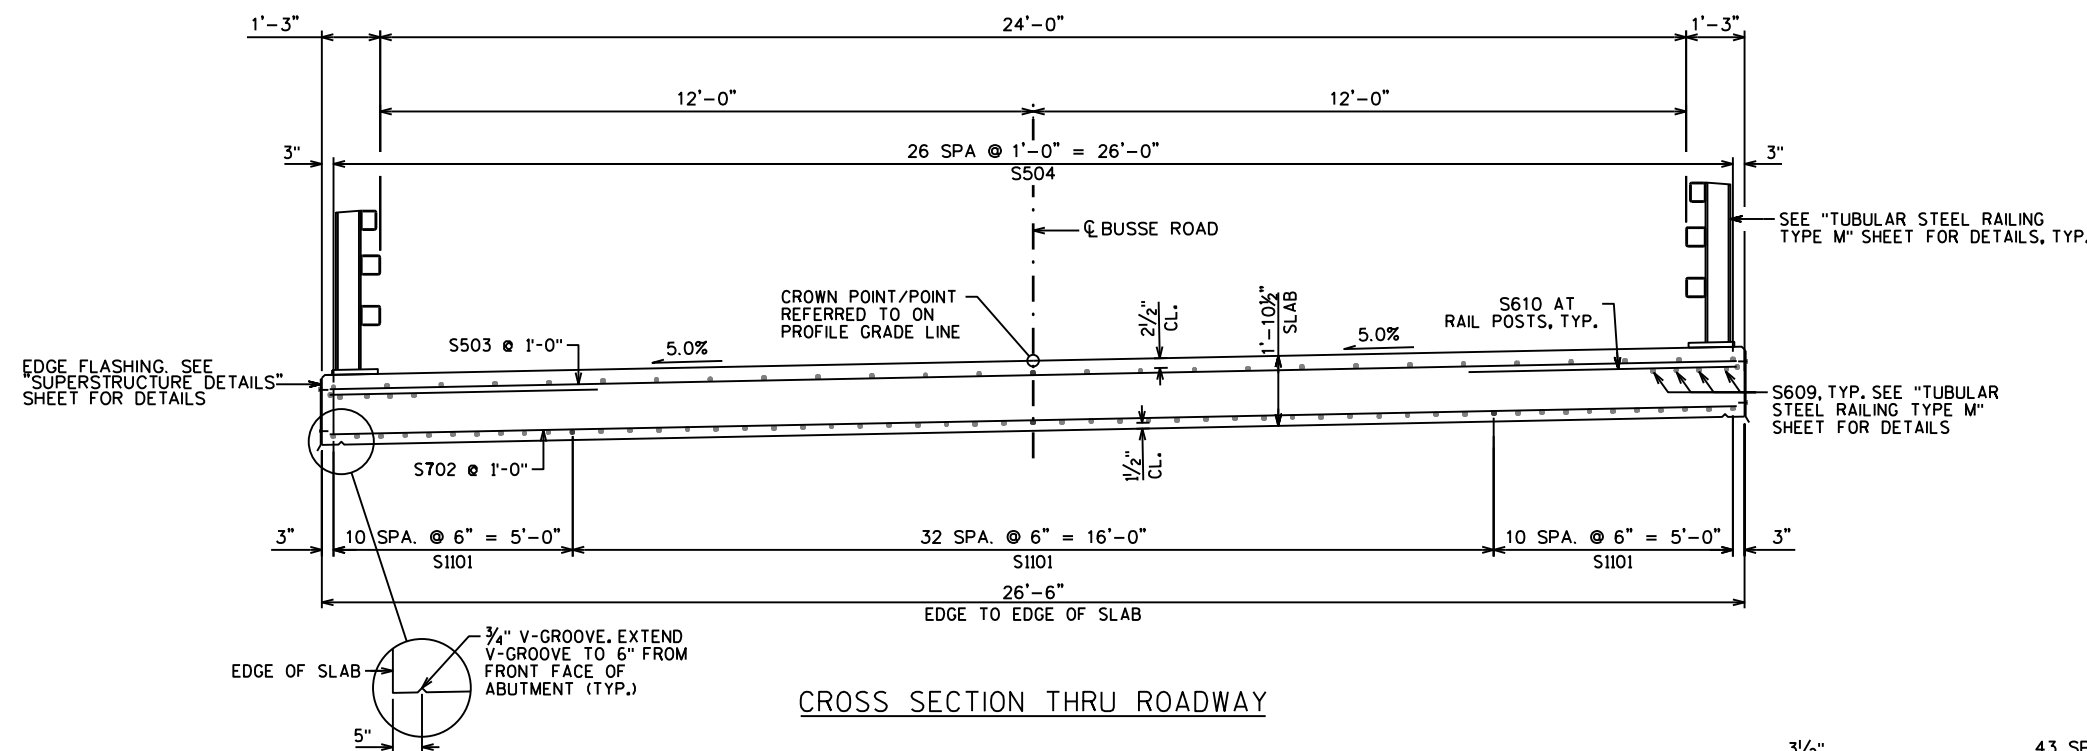 1'-3"
24'-0"
1'-3"
12'-0"
12'-0"
3"
26 SPA @ 1'-0" = 26'-0"
3"
S504
℄ BUSSE ROAD
SEE "TUBULAR STEEL RAILING
TYPE M" SHEET FOR DETAILS, TYP.
CROWN POINT/POINT
REFERRED TO ON
PROFILE GRADE LINE
2½"
CL.
1'-10½"
SLAB
S610 AT
RAIL POSTS, TYP.
5.0%
5.0%
S503 @ 1'-0"
EDGE FLASHING. SEE
"SUPERSTRUCTURE DETAILS"
SHEET FOR DETAILS
S609, TYP. SEE "TUBULAR
STEEL RAILING TYPE M"
SHEET FOR DETAILS
S702 @ 1'-0"
1½"
CL.
3"
10 SPA. @ 6" = 5'-0"
32 SPA. @ 6" = 16'-0"
10 SPA. @ 6" = 5'-0"
3"
S1101
S1101
S1101
26'-6"
EDGE TO EDGE OF SLAB
¾" V-GROOVE. EXTEND
V-GROOVE TO 6" FROM
FRONT FACE OF
ABUTMENT (TYP.)
EDGE OF SLAB
5"
CROSS SECTION THRU ROADWAY
3½"